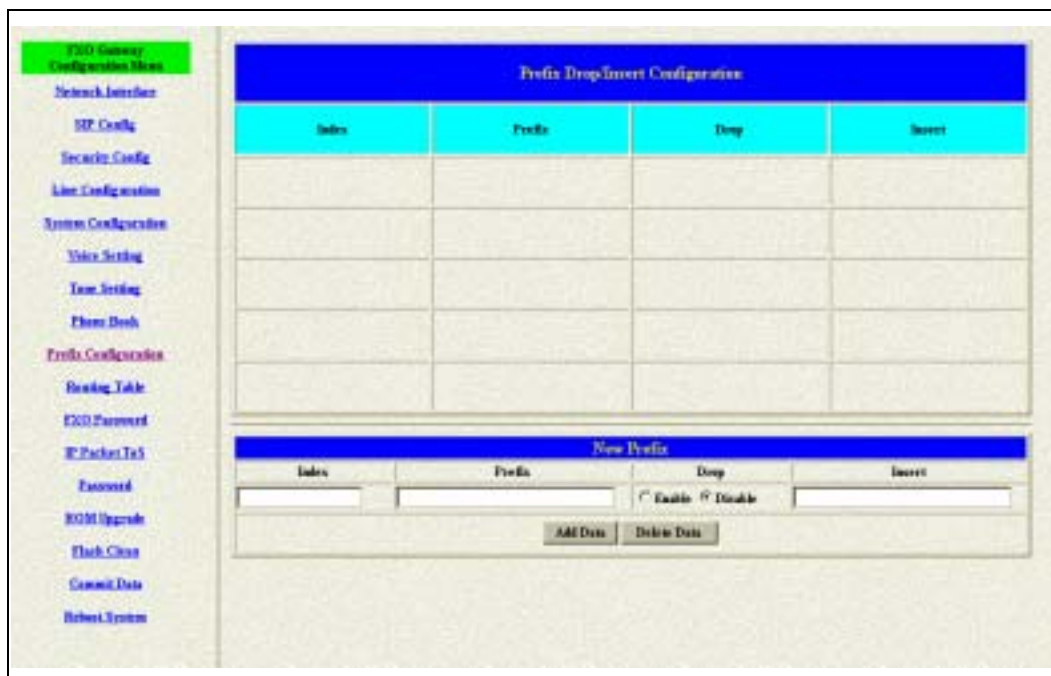 FXO Gateway
Configuration Menu
Network Interface
SIP Config
Security Config
Line Configuration
System Configuration
Voice Setting
Tone Setting
Phone Book
Prefix Configuration
Routing Table
FXO Password
IP Packet ToS
Password
ROM Upgrade
Flash Clean
Commit Data
Reboot System
Prefix Drop/Insert Configuration
Index Prefix Drop Insert
New Prefix
Index Prefix Drop Insert
Enable Disable
Add Data Delete Data